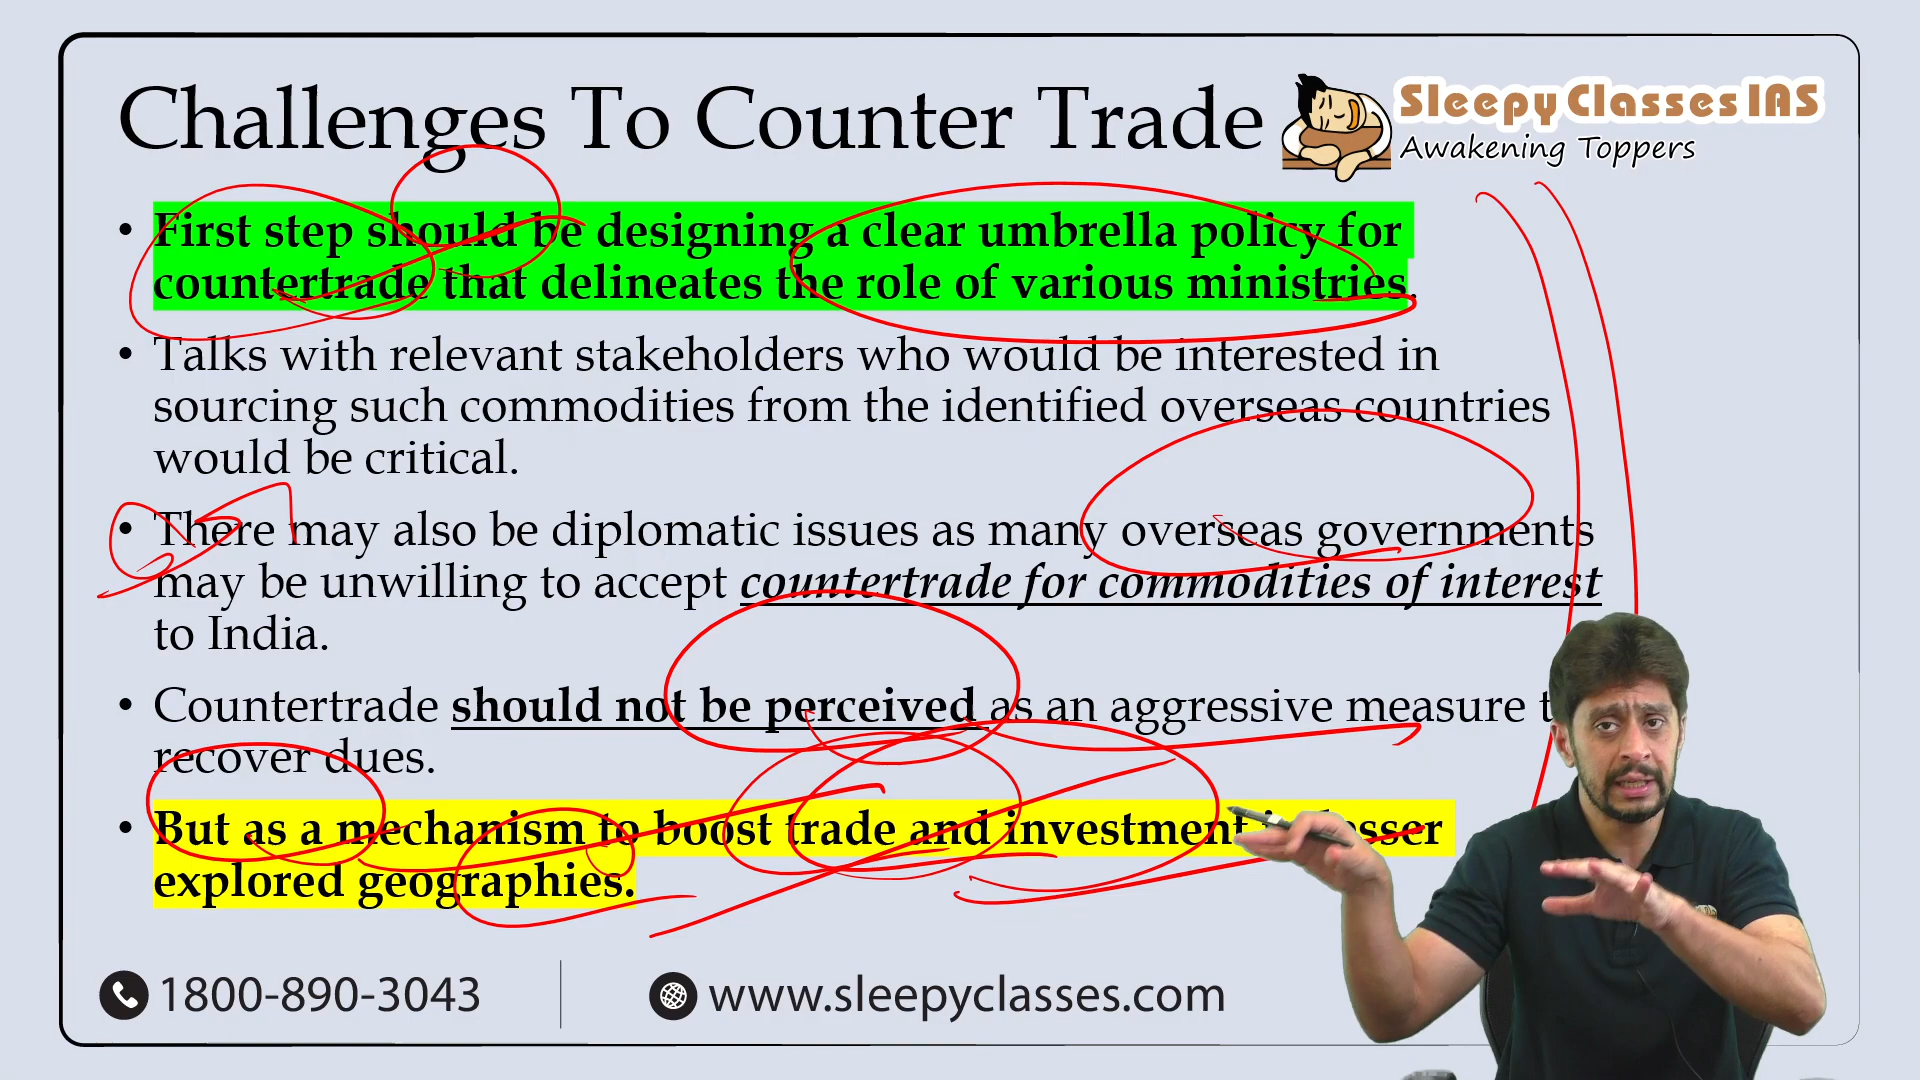 Challenges To Counter Trade
Sleepy Classes IAS
Awakening Toppers
• First step should be designing a clear umbrella policy for
countertrade that delineates the role of various ministries.
• Talks with relevant stakeholders who would be interested in
sourcing such commodities from the identified overseas countries
would be critical.
• There may also be diplomatic issues as many overseas governments
may be unwilling to accept countertrade for commodities of interest
to India.
• Countertrade should not be perceived as an aggressive measure
recover dues.
• But as a mechanism to boost trade and investment in lesser
explored geographies.
1800-890-3043
www.sleepyclasses.com